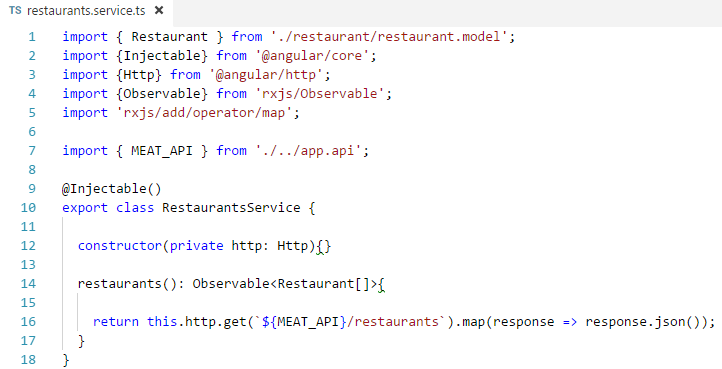 TS restaurants.service.ts ×
1 import { Restaurant } from './restaurant/restaurant.model';
2 import {Injectable} from '@angular/core';
3 import {Http} from '@angular/http';
4 import {Observable} from 'rxjs/Observable';
5 import 'rxjs/add/operator/map';
6
7 import { MEAT_API } from './../app.api';
8
9 @Injectable()
10 export class RestaurantsService {
11
12   constructor(private http: Http){}
13
14   restaurants(): Observable<Restaurant[]>{
15
16     return this.http.get(`${MEAT_API}/restaurants`).map(response => response.json());
17   }
18 }